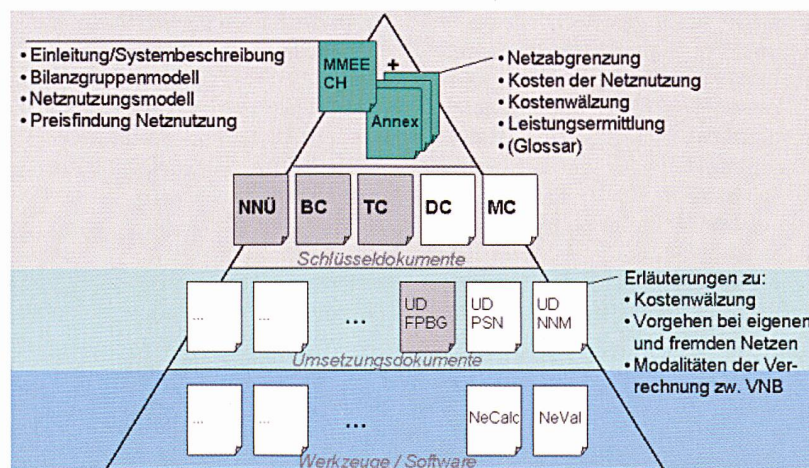 • Einleitung/Systembeschreibung
• Bilanzgruppenmodell
• Netznutzungsmodell
• Preisfindung Netznutzung
MMEE
CH
+
Annex
• Netzabgrenzung
• Kosten der Netznutzung
• Kostenwälzung
• Leistungsermittlung
• (Glossar)
NNÜ BC TC DC MC
Schlüsseldokumente
... ... ... UD FPBG UD PSN UD NNM
Umsetzungsdokumente
Erläuterungen zu:
• Kostenwälzung
• Vorgehen bei eigenen
und fremden Netzen
• Modalitäten der Ver-
rechnung zw. VNB
... ... ... NeCalc NeVal
Werkzeuge / Software